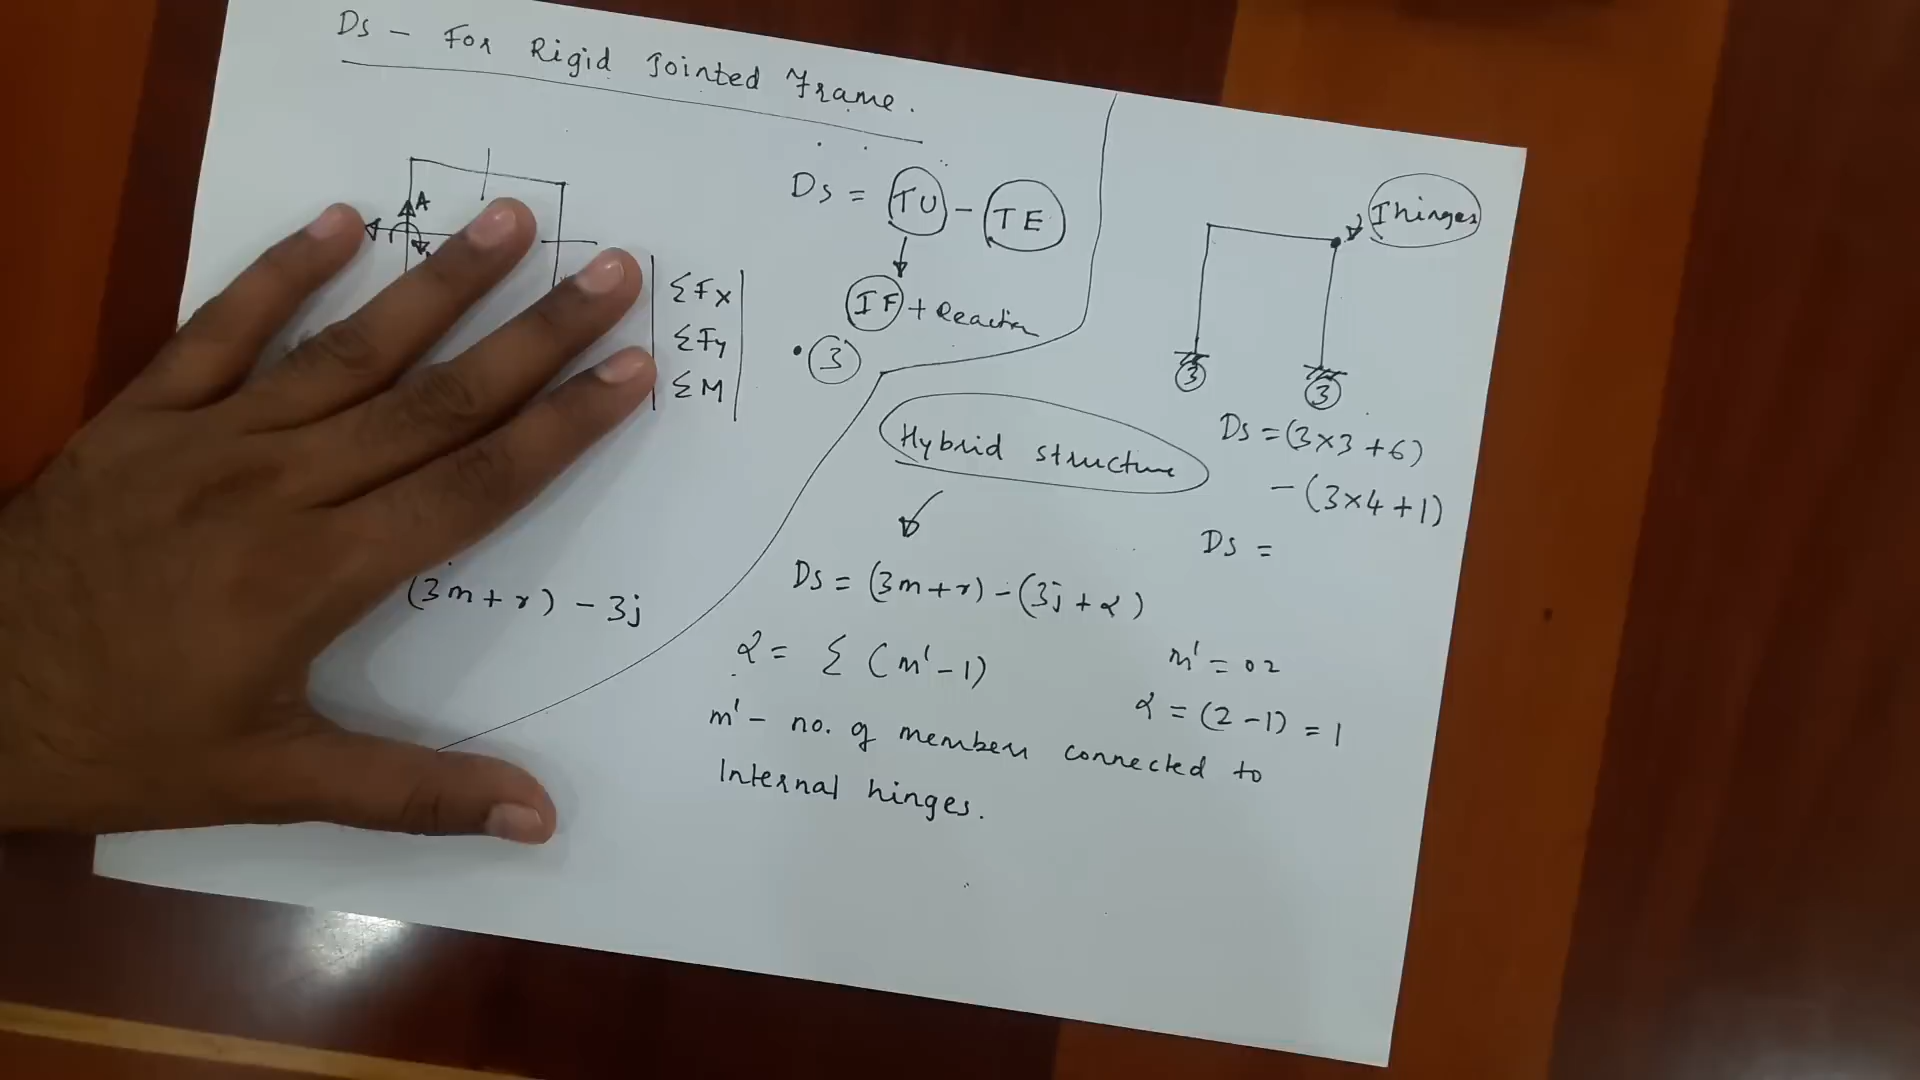 Ds - For Rigid Jointed Frame.
A
ΣFx
ΣFy
ΣM
Ds = TU - TE
IF + Reaction
3
I hinges
3
3
Ds = (3×3+6)
- (3×4+1)
Ds =
Hybrid structure
Ds = (3m+r) - (3j+α)
α = Σ (m'-1)
m' - no. of members connected to
Internal hinges.
m' = 02
α = (2-1) = 1
(3m+r) - 3j